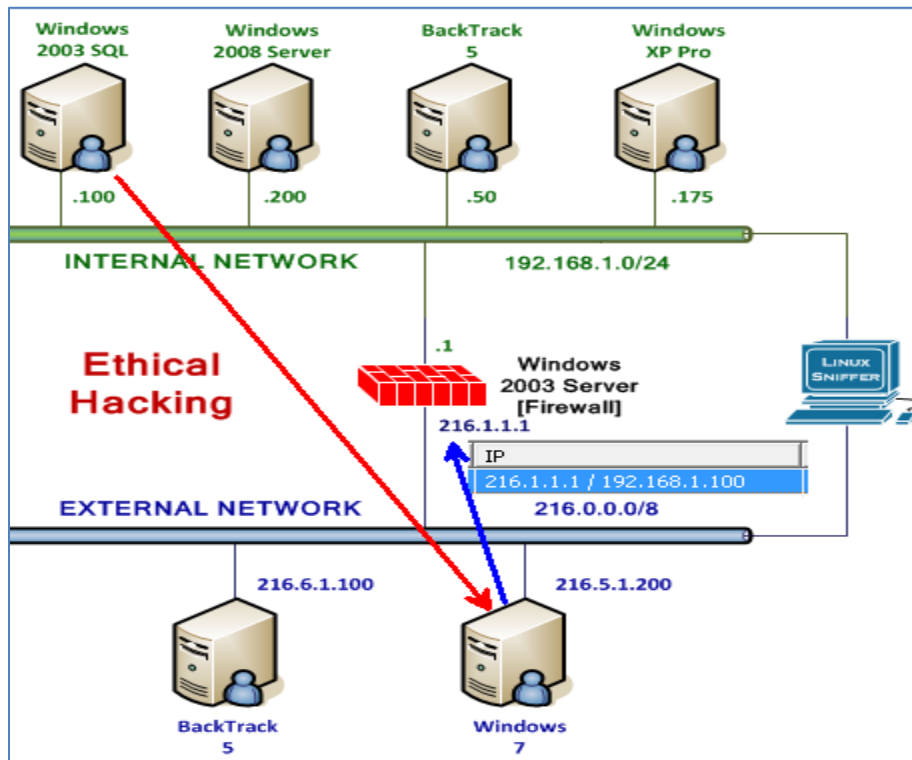 Windows
2003 SQL
Windows
2008 Server
BackTrack
5
Windows
XP Pro
.100
.200
.50
.175
INTERNAL NETWORK
192.168.1.0/24
Ethical
Hacking
.1
Windows
2003 Server
[Firewall]
LINUX
SNIFFER
216.1.1.1
IP
216.1.1.1 / 192.168.1.100
EXTERNAL NETWORK
216.0.0.0/8
216.6.1.100
216.5.1.200
BackTrack
5
Windows
7